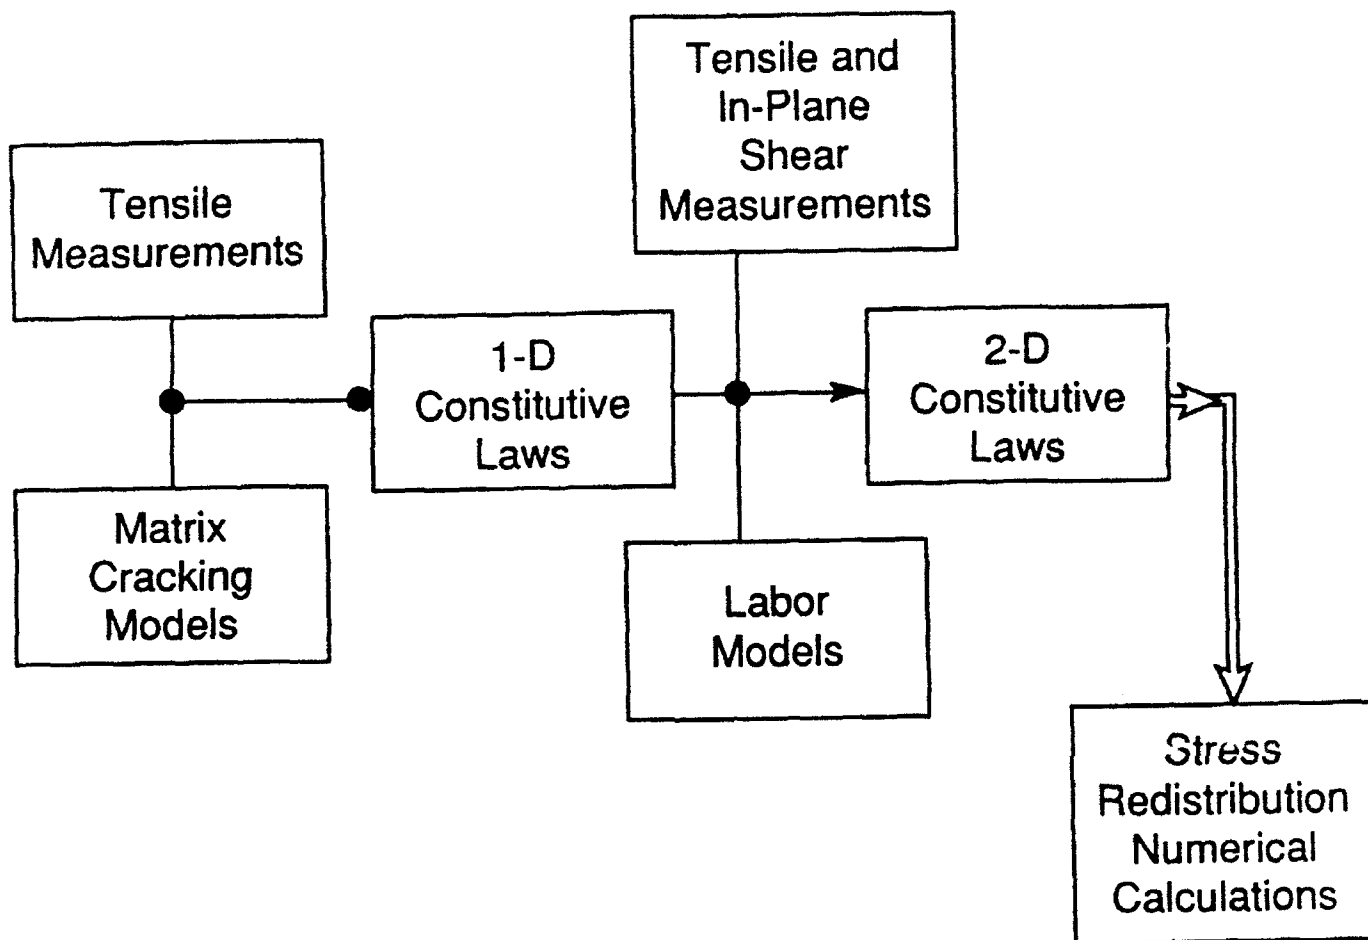 Tensile and
In-Plane
Shear
Measurements
Tensile
Measurements
1-D
Constitutive
Laws
2-D
Constitutive
Laws
Matrix
Cracking
Models
Labor
Models
Stress
Redistribution
Numerical
Calculations